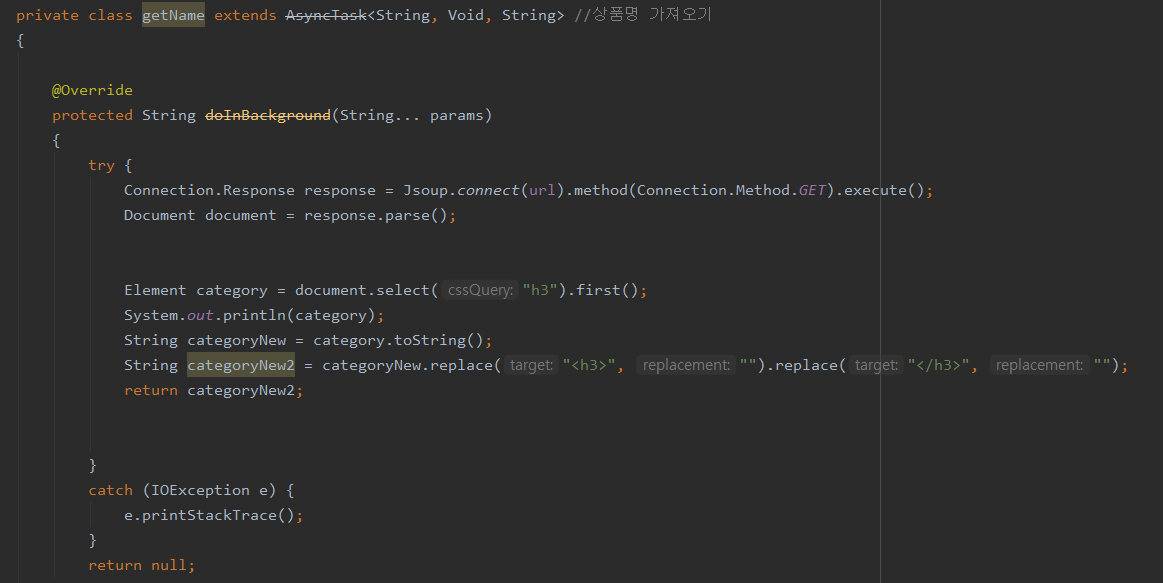 private class getName extends AsyncTask<String, Void, String> //상품명 가져오기
{
@Override
protected String doInBackground(String... params)
{
try {
Connection.Response response = Jsoup.connect(url).method(Connection.Method.GET).execute();
Document document = response.parse();
Element category = document.select( cssQuery: "h3").first();
System.out.println(category);
String categoryNew = category.toString();
String categoryNew2 = categoryNew.replace( target: "<h3>", replacement: "").replace( target: "</h3>", replacement: "");
return categoryNew2;
}
catch (IOException e) {
e.printStackTrace();
}
return null;